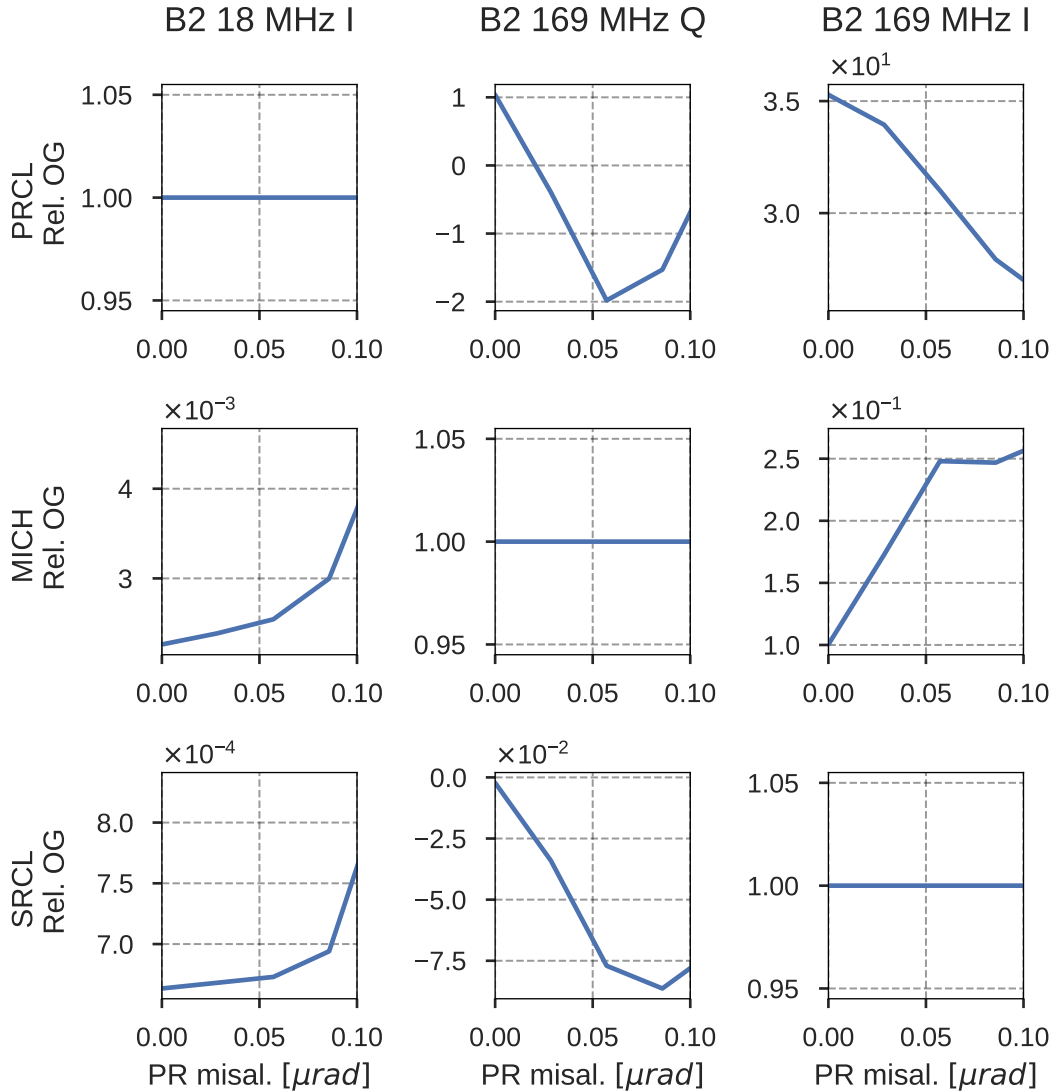 B2 18 MHz I B2 169 MHz Q B2 169 MHz I
PRCL
Rel. OG
1.05
1.00
0.95
0.00 0.05 0.10
1
0
−1
−2
0.00 0.05 0.10
×10¹
3.5
3.0
0.00 0.05 0.10
MICH
Rel. OG
×10⁻³
4
3
0.00 0.05 0.10
1.05
1.00
0.95
0.00 0.05 0.10
×10⁻¹
2.5
2.0
1.5
1.0
0.00 0.05 0.10
SRCL
Rel. OG
×10⁻⁴
8.0
7.5
7.0
0.00 0.05 0.10
PR misal. [μrad]
×10⁻²
0.0
−2.5
−5.0
−7.5
0.00 0.05 0.10
PR misal. [μrad]
1.05
1.00
0.95
0.00 0.05 0.10
PR misal. [μrad]